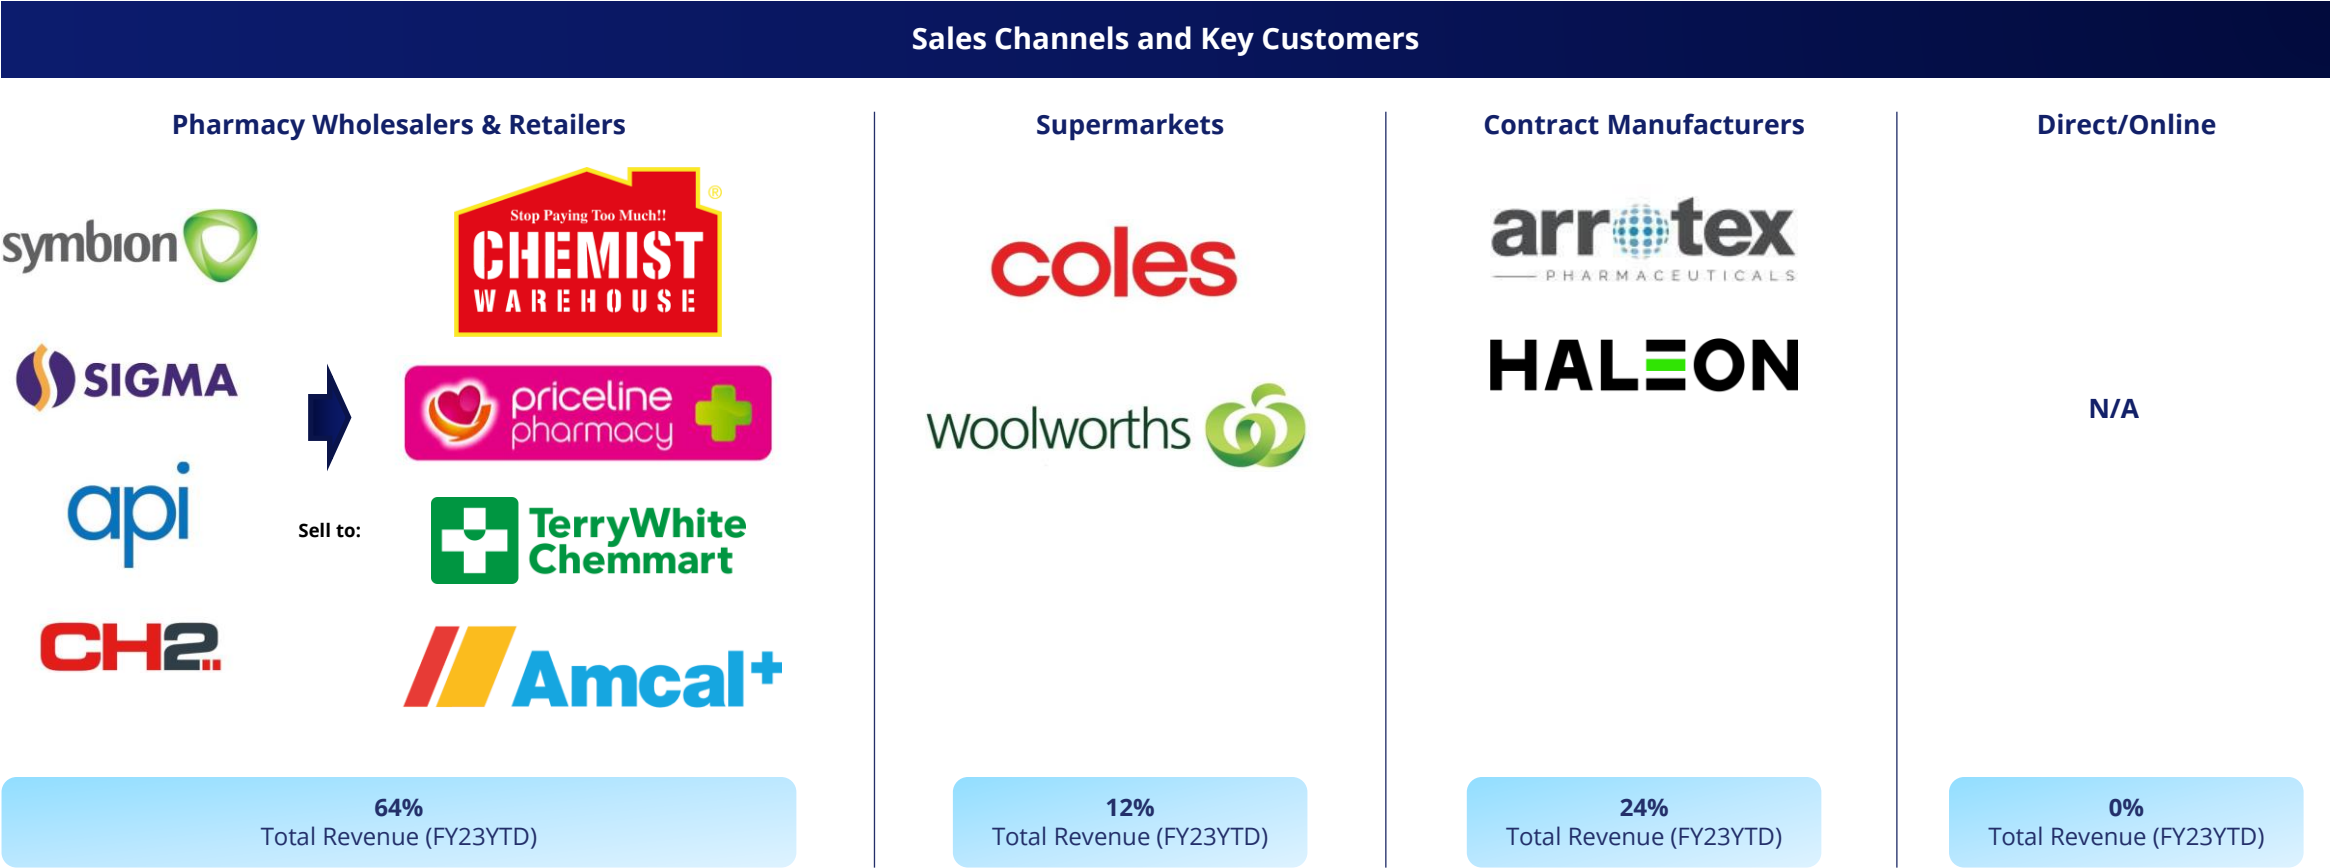 Sales Channels and Key Customers
Pharmacy Wholesalers & Retailers
symbion
SIGMA
api
CH2
Sell to:
Stop Paying Too Much!!
CHEMIST
WAREHOUSE
®
priceline
pharmacy
TerryWhite
Chemmart
Amcal+
64%
Total Revenue (FY23YTD)
Supermarkets
coles
woolworths
12%
Total Revenue (FY23YTD)
Contract Manufacturers
arrotex
PHARMACEUTICALS
HALEON
24%
Total Revenue (FY23YTD)
Direct/Online
N/A
0%
Total Revenue (FY23YTD)